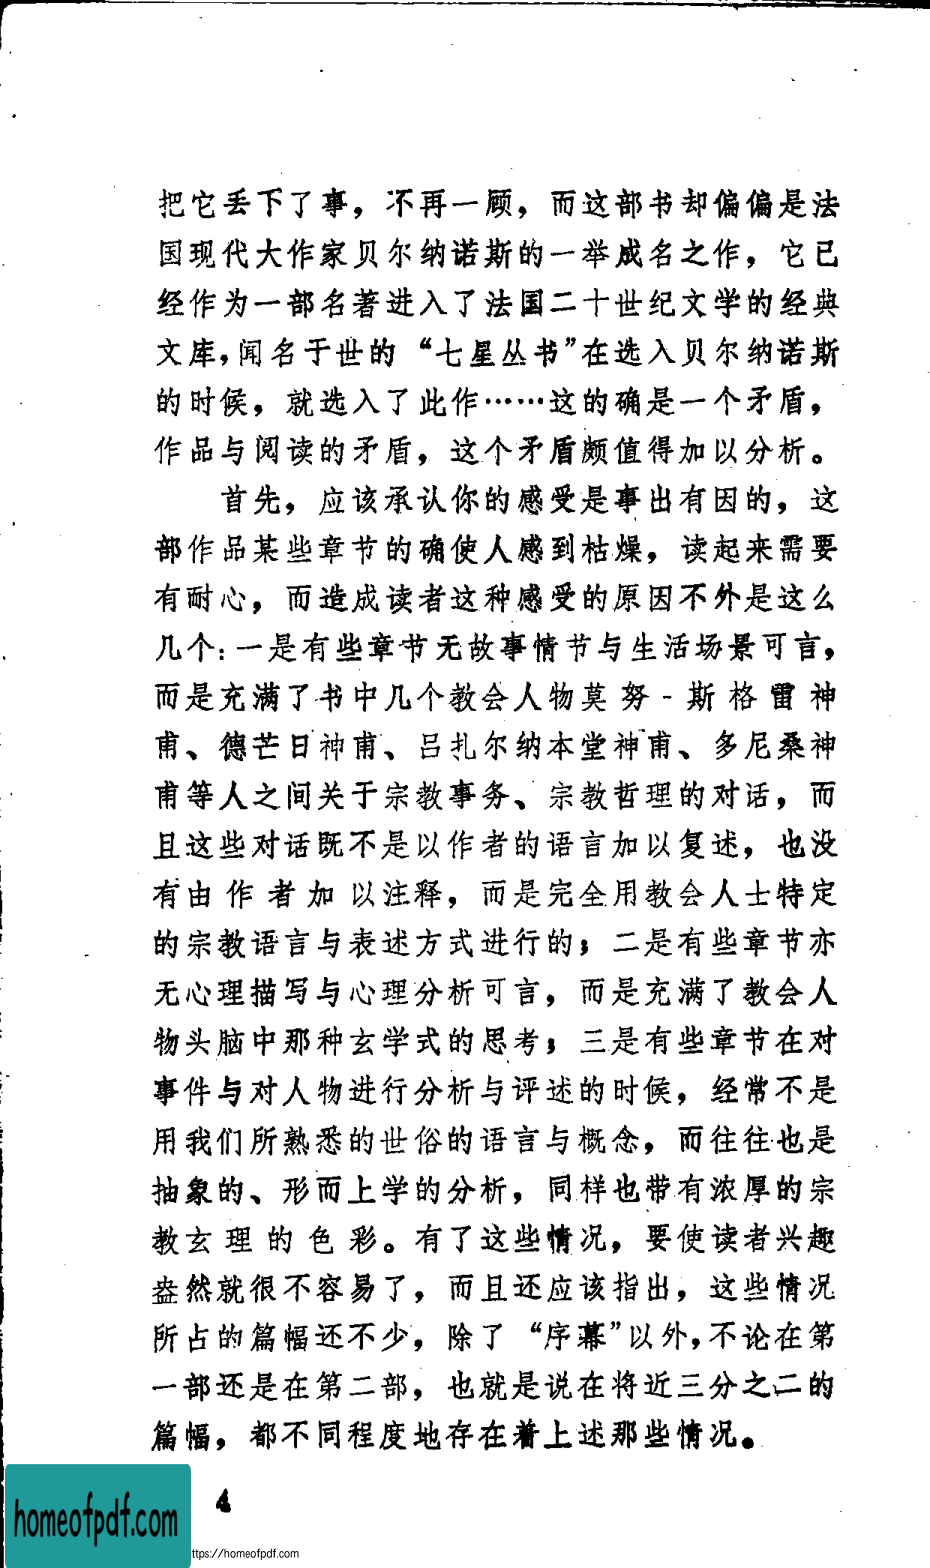 把它丢下了事，不再一顾，而这部书却偏偏是法
国现代大作家贝尔纳诺斯的一举成名之作，它已
经作为一部名著进入了法国二十世纪文学的经典
文库，闻名于世的“七星丛书”在选入贝尔纳诺斯
的时候，就选入了此作……这的确是一个矛盾，
作品与阅读的矛盾，这个矛盾颇值得加以分析。
首先，应该承认你的感受是事出有因的，这
部作品某些章节的确使人感到枯燥，读起来需要
有耐心，而造成读者这种感受的原因不外是这么
几个：一是有些章节无故事情节与生活场景可言，
而是充满了书中几个教会人物莫努-斯格雷神
甫、德芒日神甫、吕扎尔纳本堂神甫、多尼桑神
甫等人之间关于宗教事务、宗教哲理的对话，而
且这些对话既不是以作者的语言加以复述，也没
有由作者加以注释，而是完全用教会人士特定
的宗教语言与表述方式进行的；二是有些章节亦
无心理描写与心理分析可言，而是充满了教会人
物头脑中那种玄学式的思考；三是有些章节在对
事件与对人物进行分析与评述的时候，经常不是
用我们所熟悉的世俗的语言与概念，而往往也是
抽象的、形而上学的分析，同样也带有浓厚的宗
教玄理的色彩。有了这些情况，要使读者兴趣
盎然就很不容易了，而且还应该指出，这些情况
所占的篇幅还不少，除了“序幕”以外，不论在第
一部还是在第二部，也就是说在将近三分之二的
篇幅，都不同程度地存在着上述那些情况。
4
homeofpdf.com
ttps://homeofpdf.com